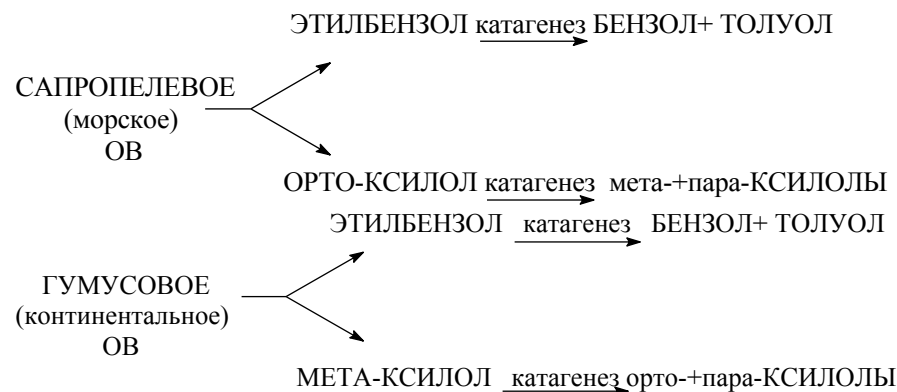 ЭТИЛБЕНЗОЛ катагенез БЕНЗОЛ+ ТОЛУОЛ
САПРОПЕЛЕВОЕ
(морское)
ОВ
ОРТО-КСИЛОЛ катагенез мета-+пара-КСИЛОЛЫ
ЭТИЛБЕНЗОЛ катагенез БЕНЗОЛ+ ТОЛУОЛ
ГУМУСОВОЕ
(континентальное)
ОВ
МЕТА-КСИЛОЛ катагенез орто-+пара-КСИЛОЛЫ